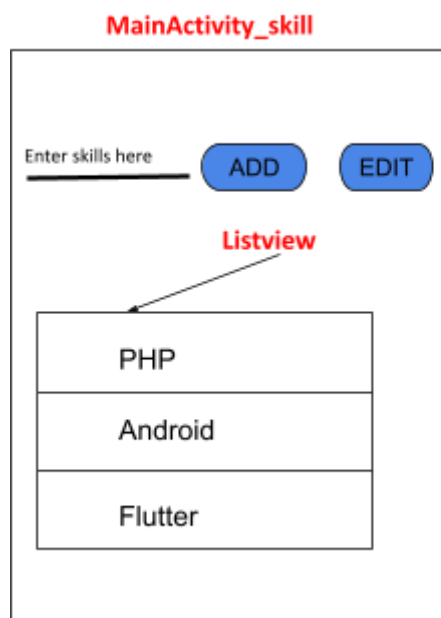 MainActivity_skill
Enter skills here
ADD
EDIT
Listview
PHP
Android
Flutter